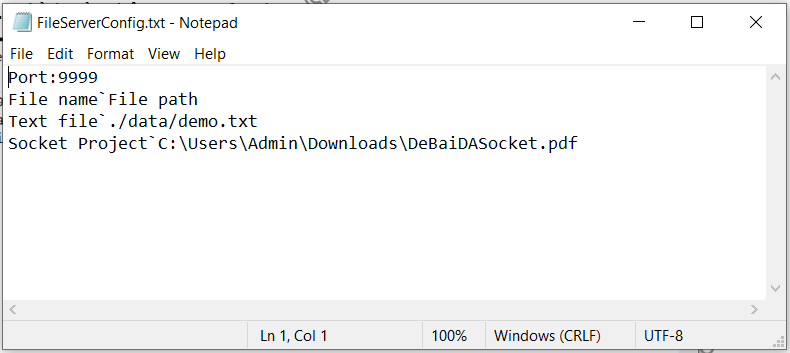 FileServerConfig.txt - Notepad
File Edit Format View Help
Port:9999
File name`File path
Text file`./data/demo.txt
Socket Project`C:\Users\Admin\Downloads\DeBaiDASocket.pdf
Ln 1, Col 1 100% Windows (CRLF) UTF-8